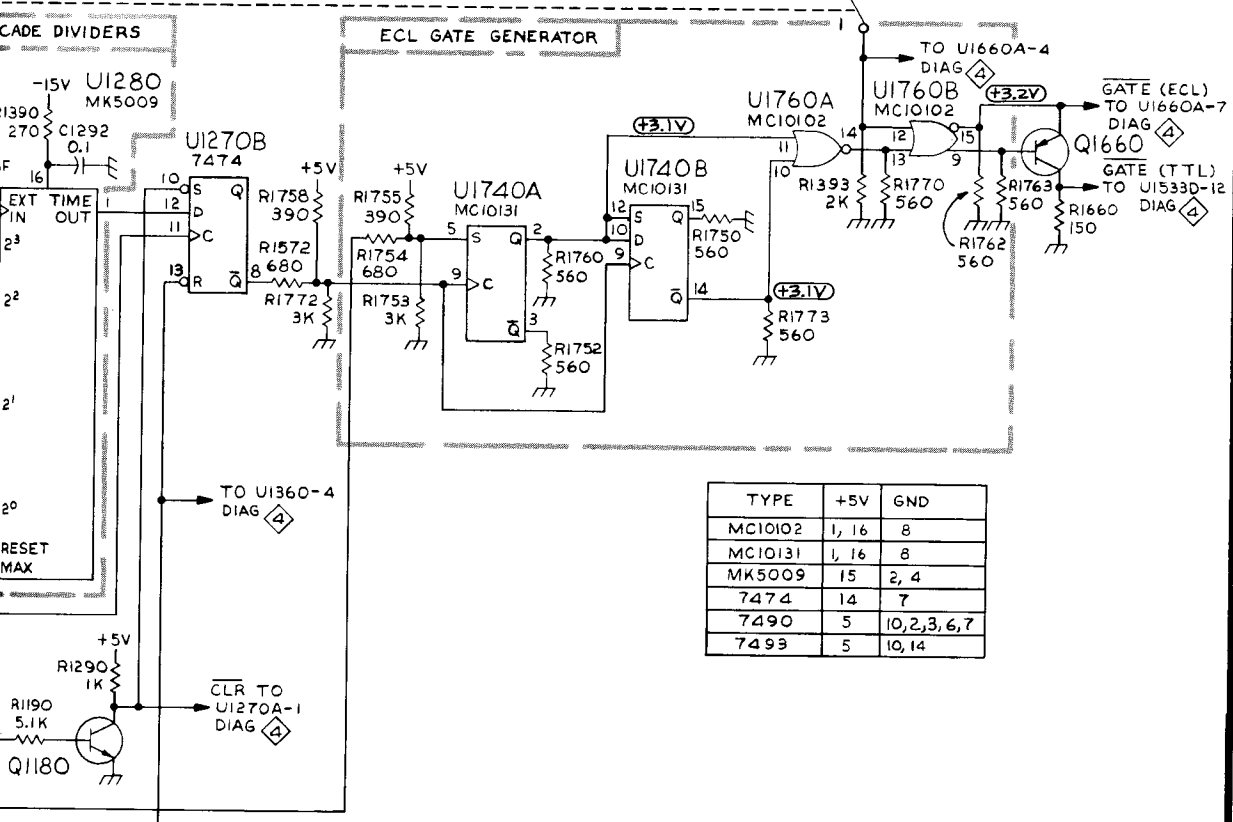 CADE DIVIDERS
ECL GATE GENERATOR
1
TO U1660A-4
DIAG 4
-15V U1280
MK5009
R1390
270
C1292
0.1
16
EXT
IN
TIME
OUT
1
2³
2²
2¹
2⁰
RESET
MAX
U1270B
7474
10
12
11
13
S
D
C
R
Q
Q̅
8
+5V
R1758
390
R1572
680
R1772
3K
+5V
R1755
390
R1754
680
R1753
3K
U1740A
MC10131
5
9
S
C
Q
Q̅
2
3
R1760
560
R1752
560
+3.1V
U1740B
MC10131
12
10
9
S
D
C
Q
Q̅
15
14
R1750
560
+3.1V
R1773
560
U1760A
MC10102
11
10
14
U1760B
MC10102
12
13
15
9
R1393
2K
R1770
560
R1762
560
R1763
560
+3.2V
Q1660
R1660
150
G̅A̅T̅E̅ (ECL)
TO U1660A-7
DIAG 4
G̅A̅T̅E̅ (TTL)
TO U1533D-12
DIAG 4
TO U1360-4
DIAG 4
+5V
R1290
1K
R1190
5.1K
Q1180
C̅L̅R̅ TO
U1270A-1
DIAG 4
TYPE +5V GND
MC10102 1, 16 8
MC10131 1, 16 8
MK5009 15 2, 4
7474 14 7
7490 5 10,2,3,6,7
7493 5 10,14